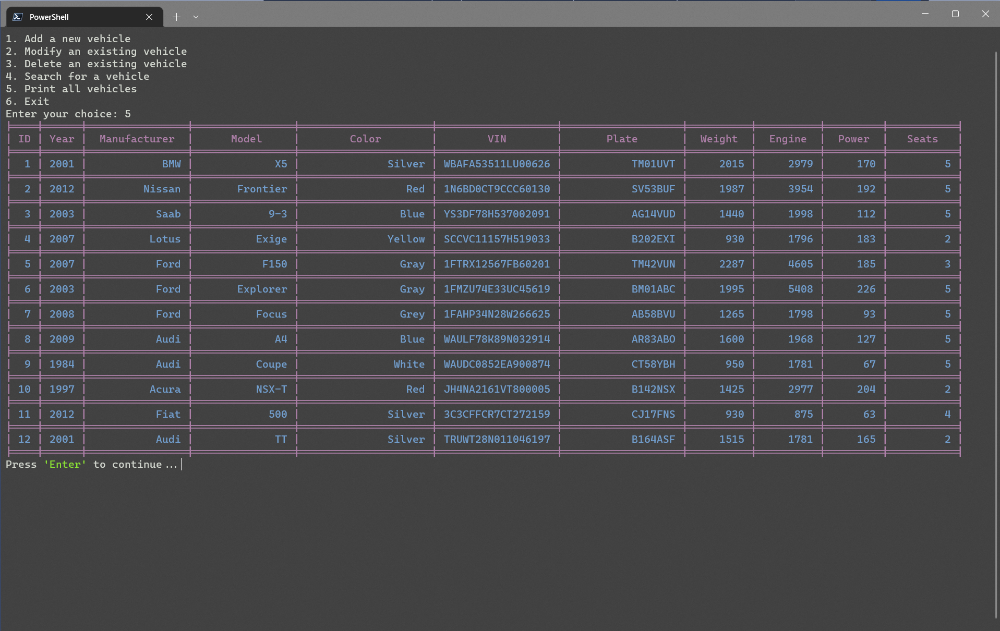 PowerShell
1. Add a new vehicle
2. Modify an existing vehicle
3. Delete an existing vehicle
4. Search for a vehicle
5. Print all vehicles
6. Exit
Enter your choice: 5
ID Year Manufacturer Model Color VIN Plate Weight Engine Power Seats
1 2001 BMW X5 Silver WBAFA53511LU00626 TM01UVT 2015 2979 170 5
2 2012 Nissan Frontier Red 1N6BD0CT9CCC60130 SV53BUF 1987 3954 192 5
3 2003 Saab 9-3 Blue YS3DF78H537002091 AG14VUD 1440 1998 112 5
4 2007 Lotus Exige Yellow SCCVC11157H519033 B202EXI 930 1796 183 2
5 2007 Ford F150 Gray 1FTRX12567FB60201 TM42VUN 2287 4605 185 3
6 2003 Ford Explorer Gray 1FMZU74E33UC45619 BM01ABC 1995 5408 226 5
7 2008 Ford Focus Grey 1FAHP34N28W266625 AB58BVU 1265 1798 93 5
8 2009 Audi A4 Blue WAULF78K89N032914 AR83ABO 1600 1968 127 5
9 1984 Audi Coupe White WAUDC0852EA900874 CT58YBH 950 1781 67 5
10 1997 Acura NSX-T Red JH4NA2161VT800005 B142NSX 1425 2977 204 2
11 2012 Fiat 500 Silver 3C3CFFCR7CT272159 CJ17FNS 930 875 63 4
12 2001 Audi TT Silver TRUWT28N011046197 B164ASF 1515 1781 165 2
Press 'Enter' to continue...